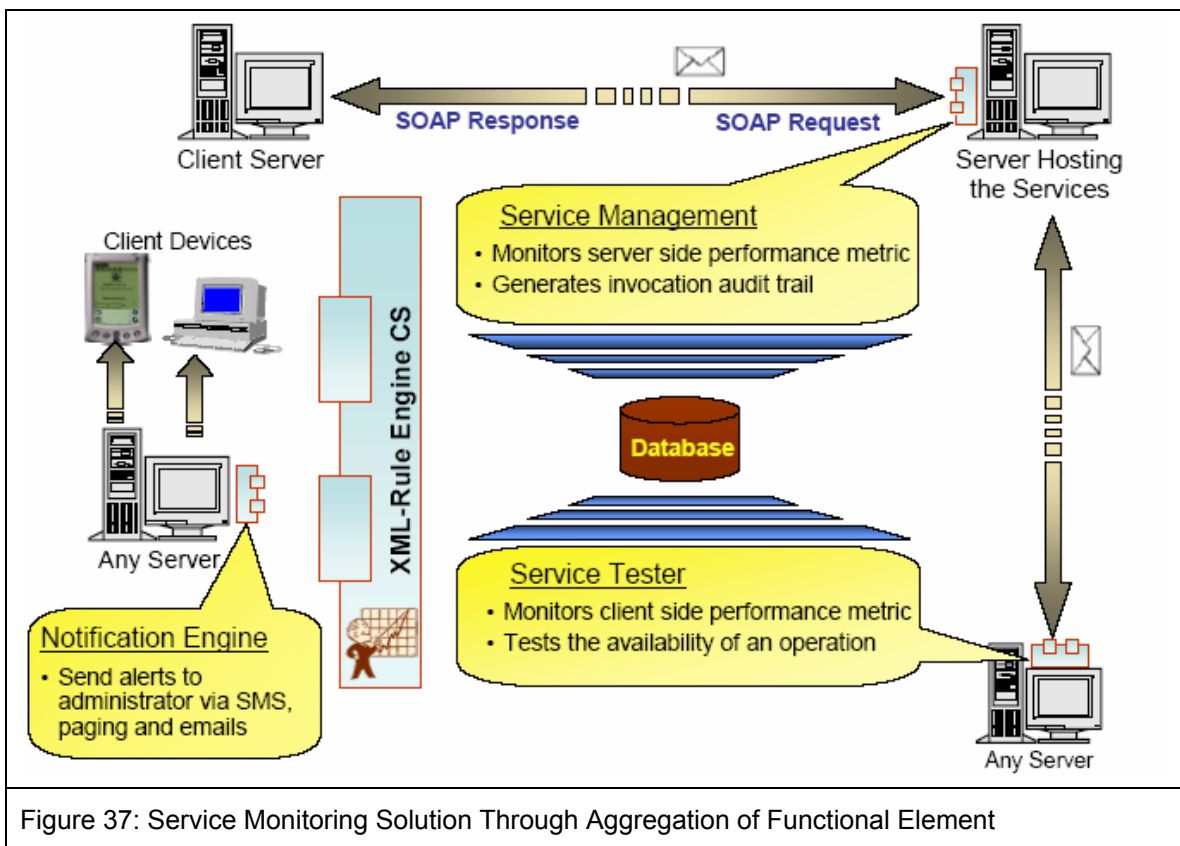 SOAP Response
SOAP Request
Client Server
Server Hosting
the Services
Client Devices
Service Management
• Monitors server side performance metric
• Generates invocation audit trail
XML-Rule Engine CS
Database
Any Server
Service Tester
• Monitors client side performance metric
• Tests the availability of an operation
Notification Engine
• Send alerts to
administrator via SMS,
paging and emails
Any Server
Figure 37: Service Monitoring Solution Through Aggregation of Functional Element